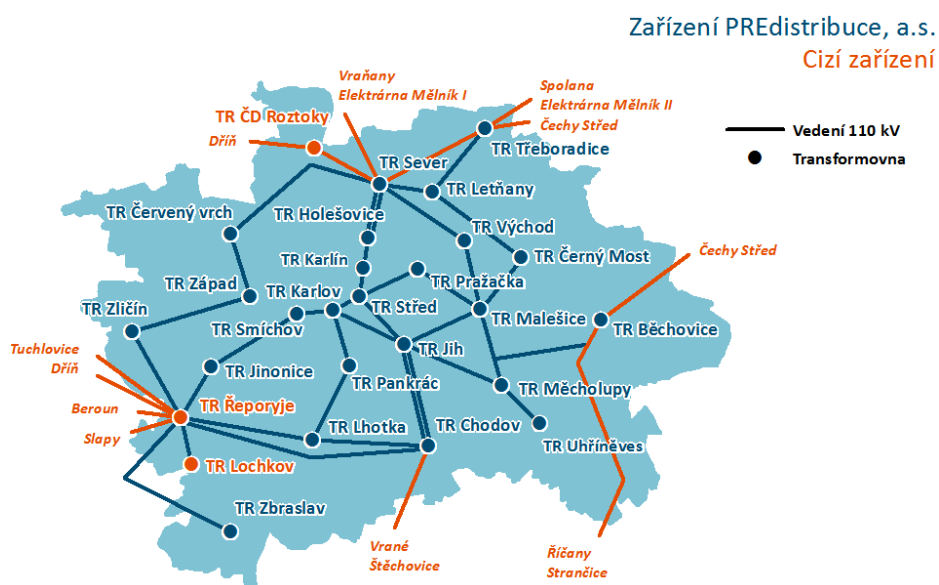 Zařízení PREdistribuce, a.s.
Cizí zařízení
Vedení 110 kV
Transformovna
Vraňany
Elektrárna Mělník I
Spolana
Elektrárna Mělník II
Čechy Střed
TR ČD Roztoky
Dříň
TR Sever
TR Třeboradice
TR Letňany
TR Červený vrch
TR Holešovice
TR Východ
TR Karlín
TR Černý Most
Čechy Střed
TR Západ
TR Karlov
TR Pražačka
TR Zličín
TR Smíchov
TR Střed
TR Malešice
TR Běchovice
Tuchlovice
Dříň
TR Jih
TR Jinonice
TR Pankrác
TR Měcholupy
Beroun
TR Řeporyje
Slapy
TR Lhotka
TR Chodov
TR Uhříněves
TR Lochkov
TR Zbraslav
Vrané
Štěchovice
Říčany
Strančice